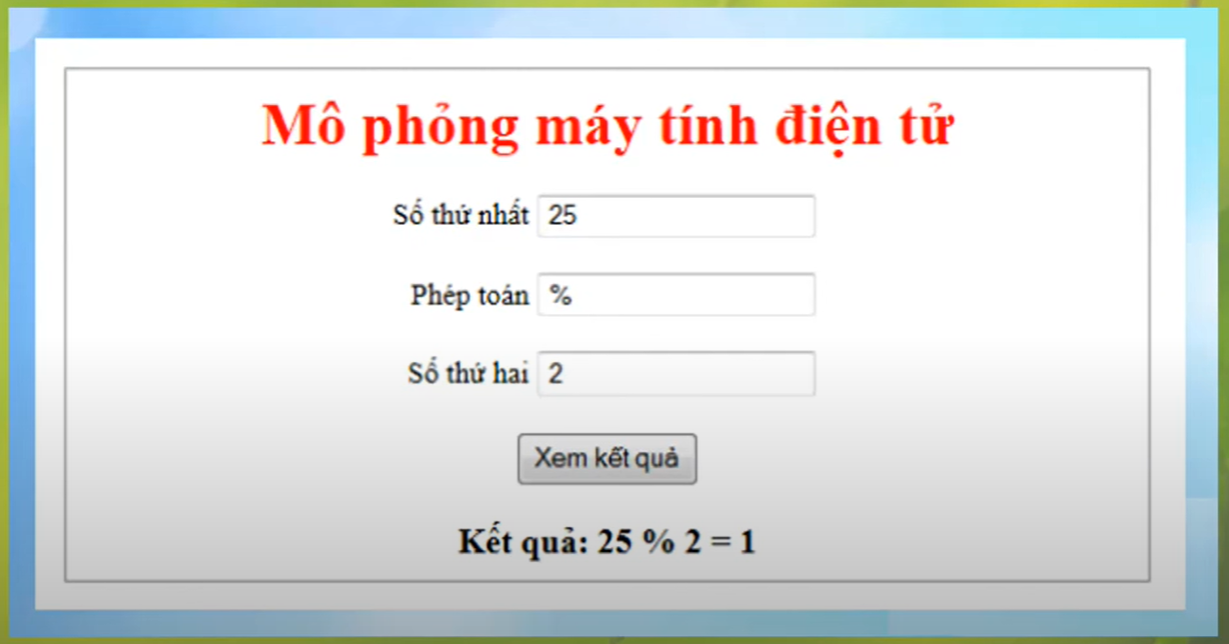 Mô phỏng máy tính điện tử
Số thứ nhất 25
Phép toán %
Số thứ hai 2
Xem kết quả
Kết quả: 25 % 2 = 1